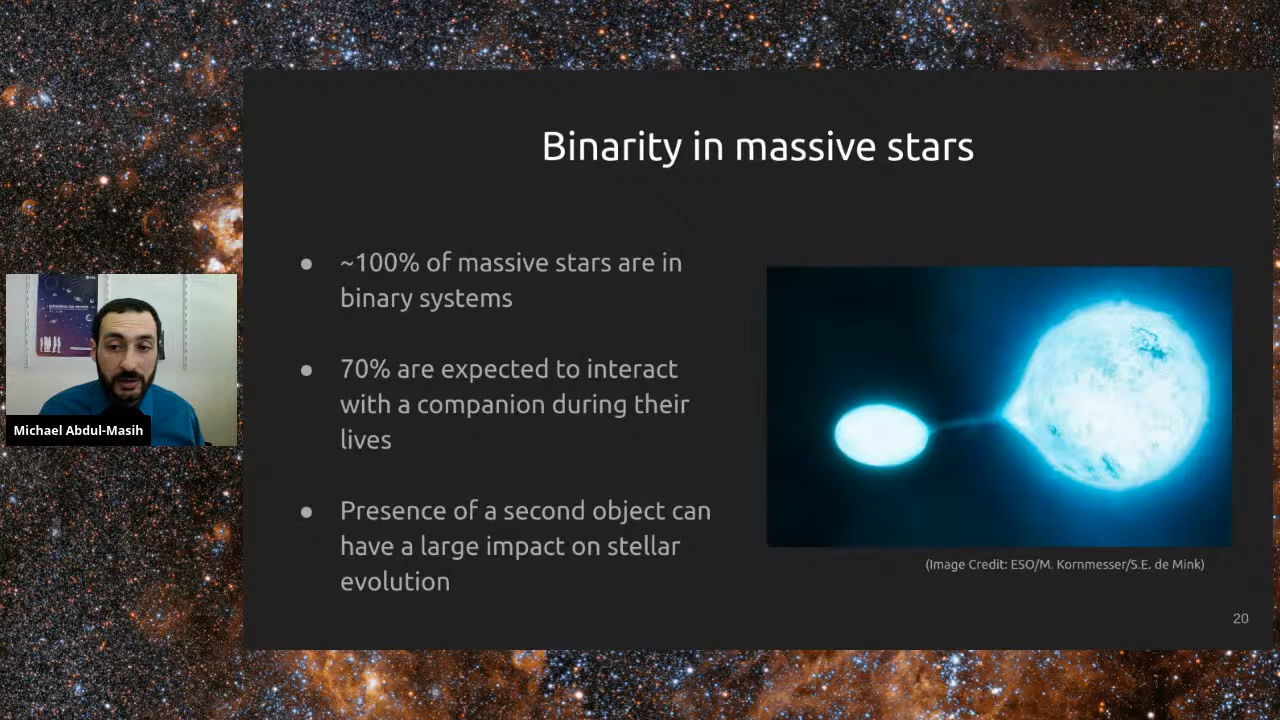 Binarity in massive stars
● ~100% of massive stars are in
binary systems
● 70% are expected to interact
with a companion during their
lives
● Presence of a second object can
have a large impact on stellar
evolution
(Image Credit: ESO/M. Kornmesser/S.E. de Mink)
20
Michael Abdul-Masih